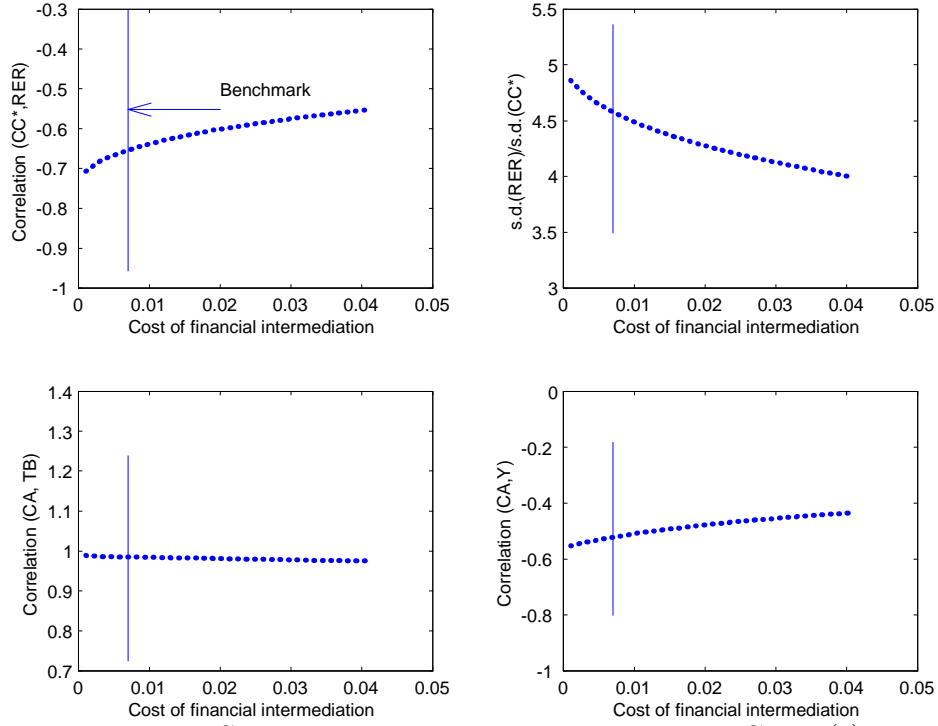 -0.3
-0.4
-0.5
-0.6
-0.7
-0.8
-0.9
-1
Correlation (CC*,RER)
Benchmark
0 0.01 0.02 0.03 0.04 0.05
Cost of financial intermediation
5.5
5
4.5
4
3.5
3
s.d.(RER)/s.d.(CC*)
0 0.01 0.02 0.03 0.04 0.05
Cost of financial intermediation
1.4
1.3
1.2
1.1
1
0.9
0.8
0.7
Correlation (CA, TB)
0 0.01 0.02 0.03 0.04 0.05
Cost of financial intermediation
0
-0.2
-0.4
-0.6
-0.8
-1
Correlation (CA,Y)
0 0.01 0.02 0.03 0.04 0.05
Cost of financial intermediation